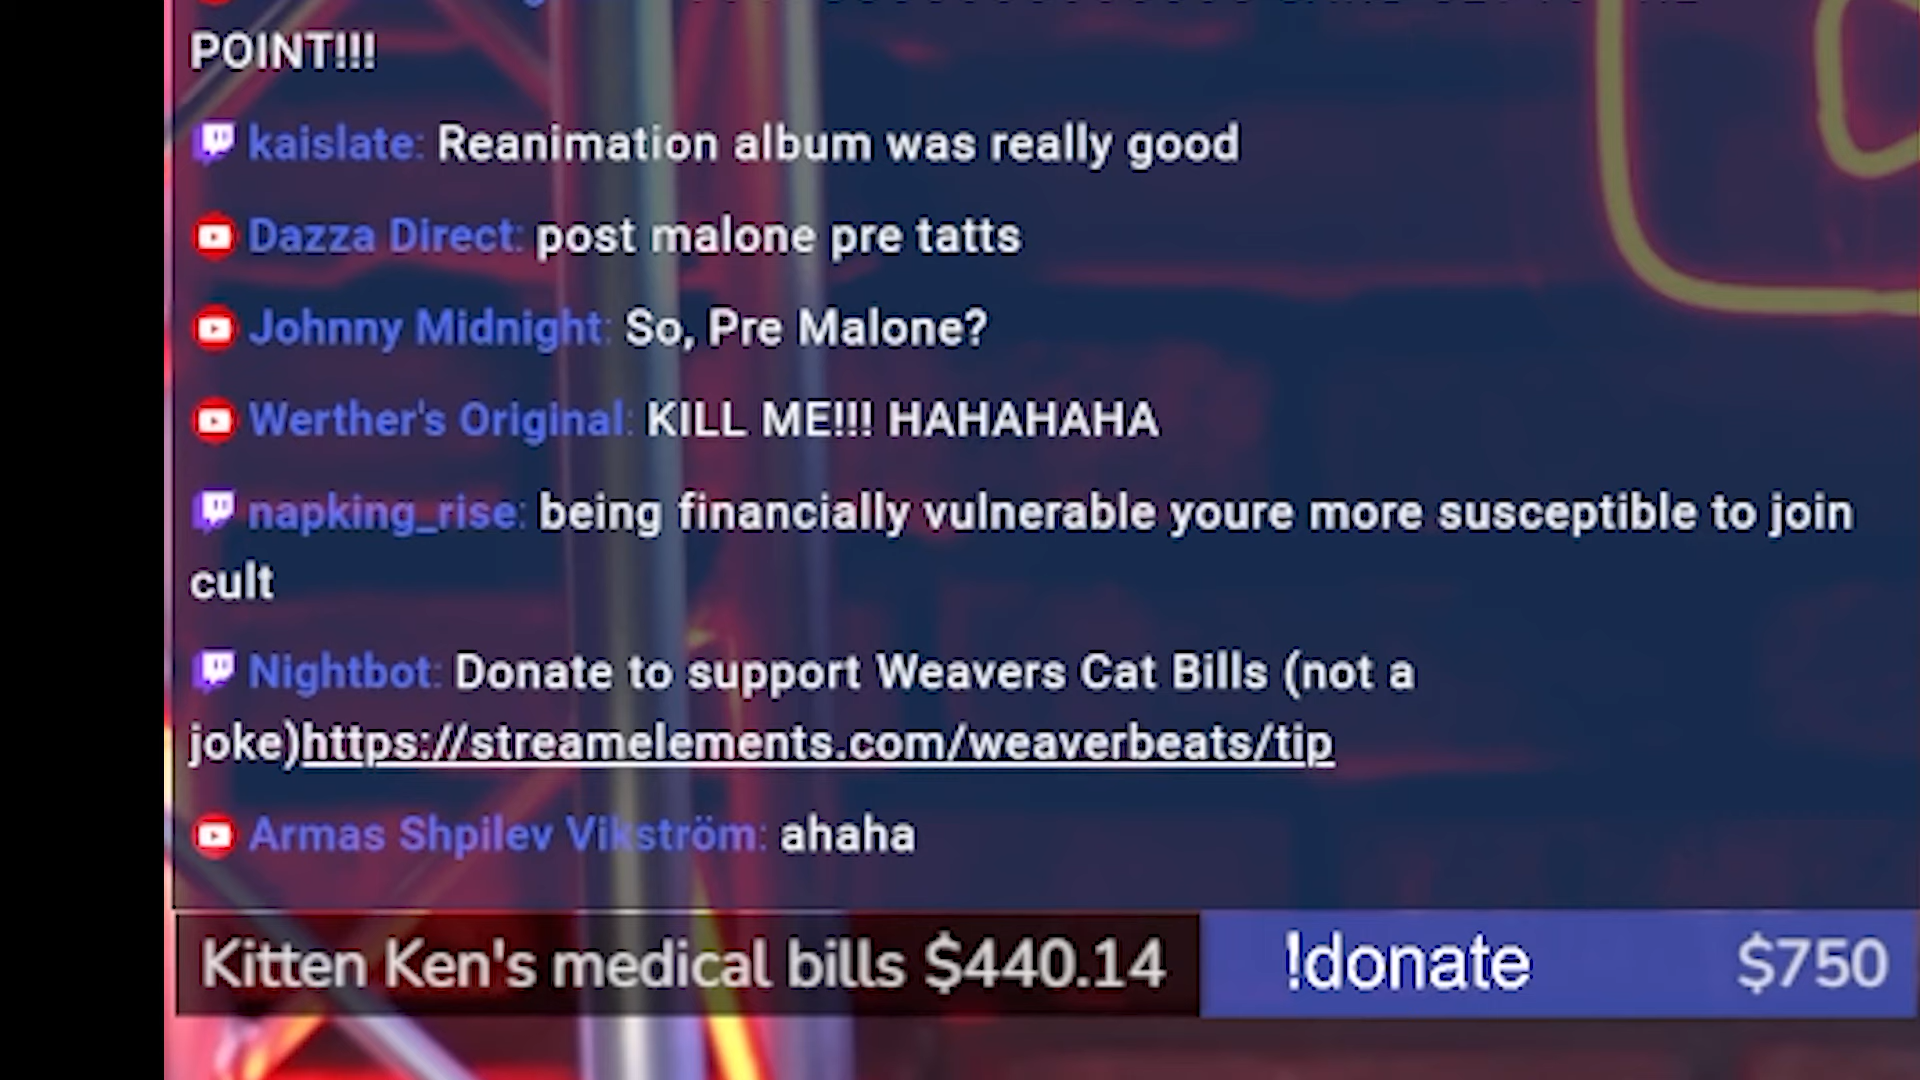 POINT!!!
kaislate: Reanimation album was really good
Dazza Direct: post malone pre tatts
Johnny Midnight: So, Pre Malone?
Werther's Original: KILL ME!!! HAHAHAHA
napking_rise: being financially vulnerable youre more susceptible to join
cult
Nightbot: Donate to support Weavers Cat Bills (not a
joke)https://streamelements.com/weaverbeats/tip
Armas Shpilev Vikström: ahaha
Kitten Ken's medical bills $440.14 !donate $750